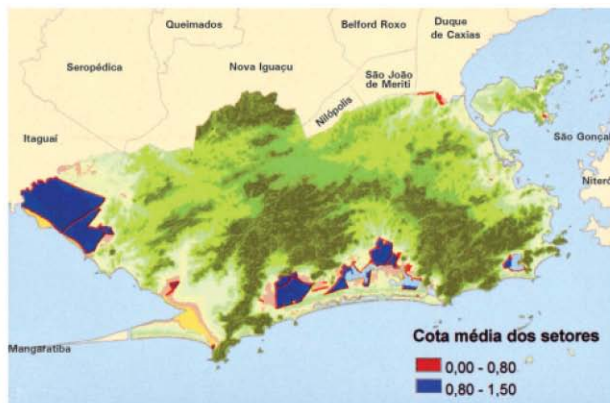 Queimados
Belford Roxo
Duque
de Caxias
Seropédica
Nova Iguaçu
São João
de Meriti
Nilópolis
Itaguaí
São Gonçal
Niteró
Mangaratiba
Cota média dos setores
0,00 - 0,80
0,80 - 1,50